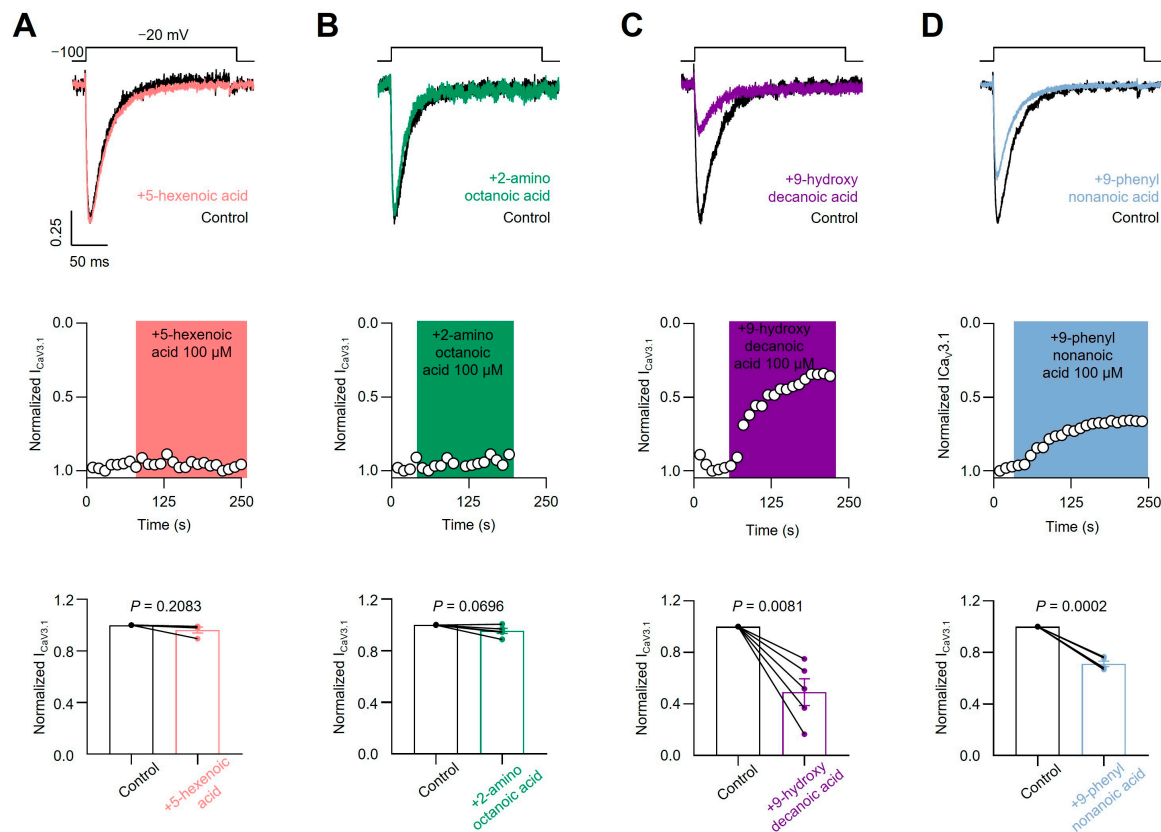 A
B
C
D
−20 mV
−100
+5-hexenoic acid
Control
0.25
50 ms
+2-amino
octanoic acid
Control
+9-hydroxy
decanoic acid
Control
+9-phenyl
nonanoic acid
Control
Normalized ICaV3.1
0.0
0.5
1.0
+5-hexenoic
acid 100 µM
0
125
250
Time (s)
Normalized ICaV3.1
0.0
0.5
1.0
+2-amino
octanoic
acid 100 µM
0
125
250
Time (s)
Normalized ICaV3.1
0.0
0.5
1.0
+9-hydroxy
decanoic
acid 100 µM
0
125
250
Time (s)
Normalized ICaV3.1
0.0
0.5
1.0
+9-phenyl
nonanoic
acid 100 µM
0
125
250
Time (s)
Normalized ICaV3.1
1.2
0.8
0.4
0.0
P = 0.2083
Control
+5-hexenoic
acid
Normalized ICaV3.1
1.2
0.8
0.4
0.0
P = 0.0696
Control
+2-amino
octanoic acid
Normalized ICaV3.1
1.2
0.8
0.4
0.0
P = 0.0081
Control
+9-hydroxy
decanoic acid
Normalized ICaV3.1
1.2
0.8
0.4
0.0
P = 0.0002
Control
+9-phenyl
nonanoic acid